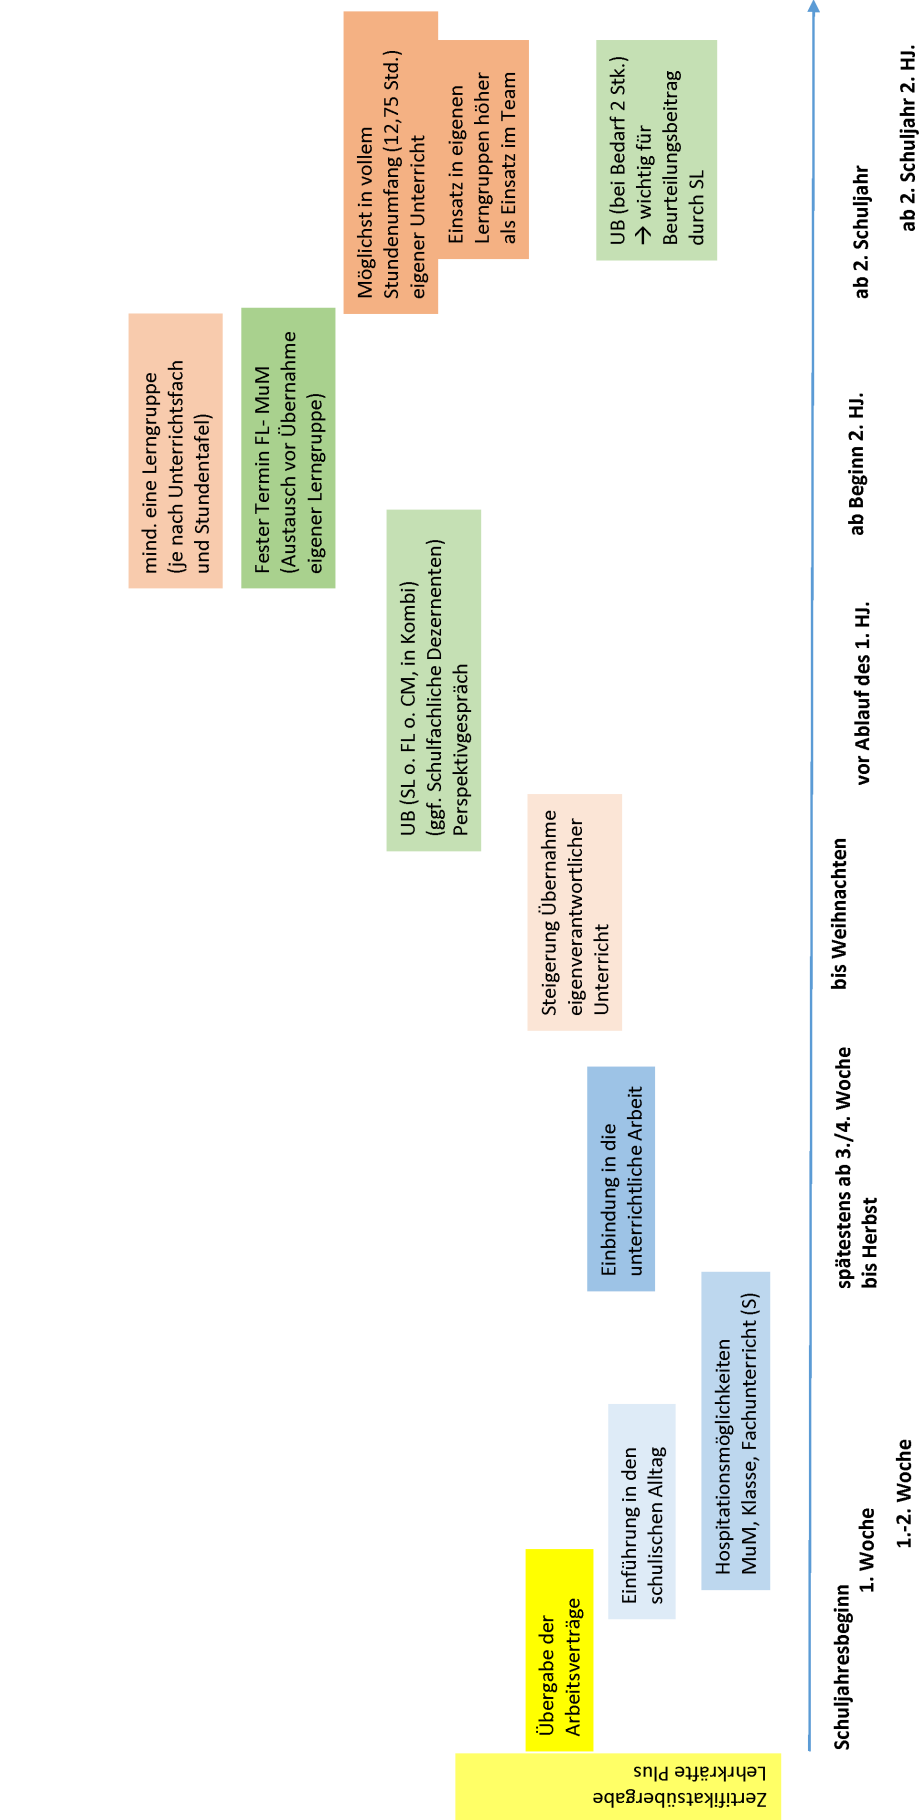 Zertifikatsübergabe
Lehrkräfte Plus
Übergabe der
Arbeitsverträge
Einführung in den
schulischen Alltag
Hospitationsmöglichkeiten
MuM, Klasse, Fachunterricht (S)
Einbindung in die
unterrichtliche Arbeit
Steigerung Übernahme
eigenverantwortlicher
Unterricht
UB (SL o. FL o. CM, in Kombi)
(ggf. Schulfachliche Dezernenten)
Perspektivgespräch
mind. eine Lerngruppe
(je nach Unterrichtsfach
und Stundentafel)
Fester Termin FL- MuM
(Austausch vor Übernahme
eigener Lerngruppe)
Möglichst in vollem
Stundenumfang (12,75 Std.)
eigener Unterricht
Einsatz in eigenen
Lerngruppen höher
als Einsatz im Team
UB (bei Bedarf 2 Stk.)
→ wichtig für
Beurteilungsbeitrag
durch SL
Schuljahresbeginn
1. Woche
1.-2. Woche
spätestens ab 3./4. Woche
bis Herbst
bis Weihnachten
vor Ablauf des 1. HJ.
ab Beginn 2. HJ.
ab 2. Schuljahr
ab 2. Schuljahr 2. HJ.